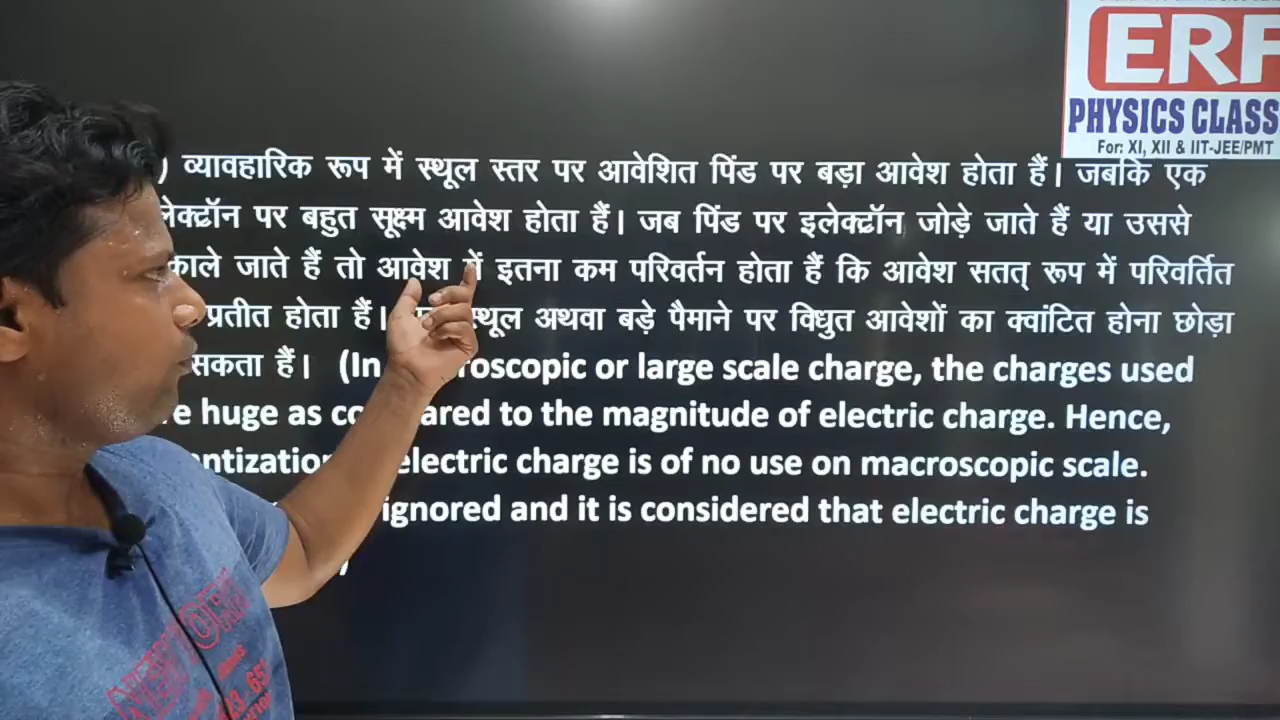 ERF
PHYSICS CLASS
For: XI, XII & IIT-JEE/PMT
) व्यावहारिक रूप में स्थूल स्तर पर आवेशित पिंड पर बड़ा आवेश होता हैं। जबकि एक
लेक्ट्रॉन पर बहुत सूक्ष्म आवेश होता हैं। जब पिंड पर इलेक्ट्रॉन जोड़े जाते हैं या उससे
काले जाते हैं तो आवेश में इतना कम परिवर्तन होता हैं कि आवेश सतत् रूप में परिवर्तित
प्रतीत होता हैं। स्थूल अथवा बड़े पैमाने पर विधुत आवेशों का क्वांटित होना छोड़ा
सकता हैं। (In roscopic or large scale charge, the charges used
re huge as co ared to the magnitude of electric charge. Hence,
antization electric charge is of no use on macroscopic scale.
ignored and it is considered that electric charge is